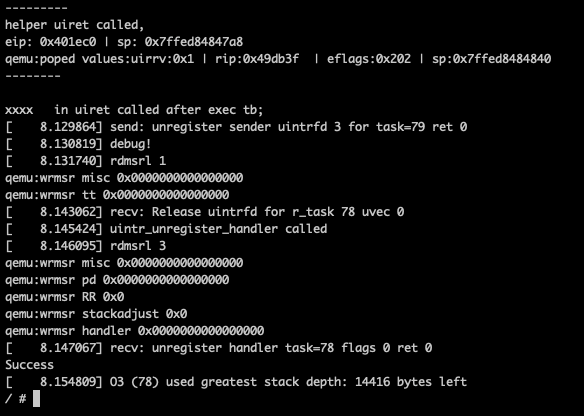 ---------
helper uiret called,
eip: 0x401ec0 | sp: 0x7ffed84847a8
qemu:poped values:uirrv:0x1 | rip:0x49db3f  | eflags:0x202 | sp:0x7ffed8484840
--------
xxxx   in uiret called after exec tb;
[    8.129864] send: unregister sender uintrfd 3 for task=79 ret 0
[    8.130819] debug!
[    8.131740] rdmsrl 1
qemu:wrmsr misc 0x0000000000000000
qemu:wrmsr tt 0x0000000000000000
[    8.143062] recv: Release uintrfd for r_task 78 uvec 0
[    8.145424] uintr_unregister_handler called
[    8.146095] rdmsrl 3
qemu:wrmsr misc 0x0000000000000000
qemu:wrmsr pd 0x0000000000000000
qemu:wrmsr RR 0x0
qemu:wrmsr stackadjust 0x0
qemu:wrmsr handler 0x0000000000000000
[    8.147067] recv: unregister handler task=78 flags 0 ret 0
Success
[    8.154809] O3 (78) used greatest stack depth: 14416 bytes left
/ #